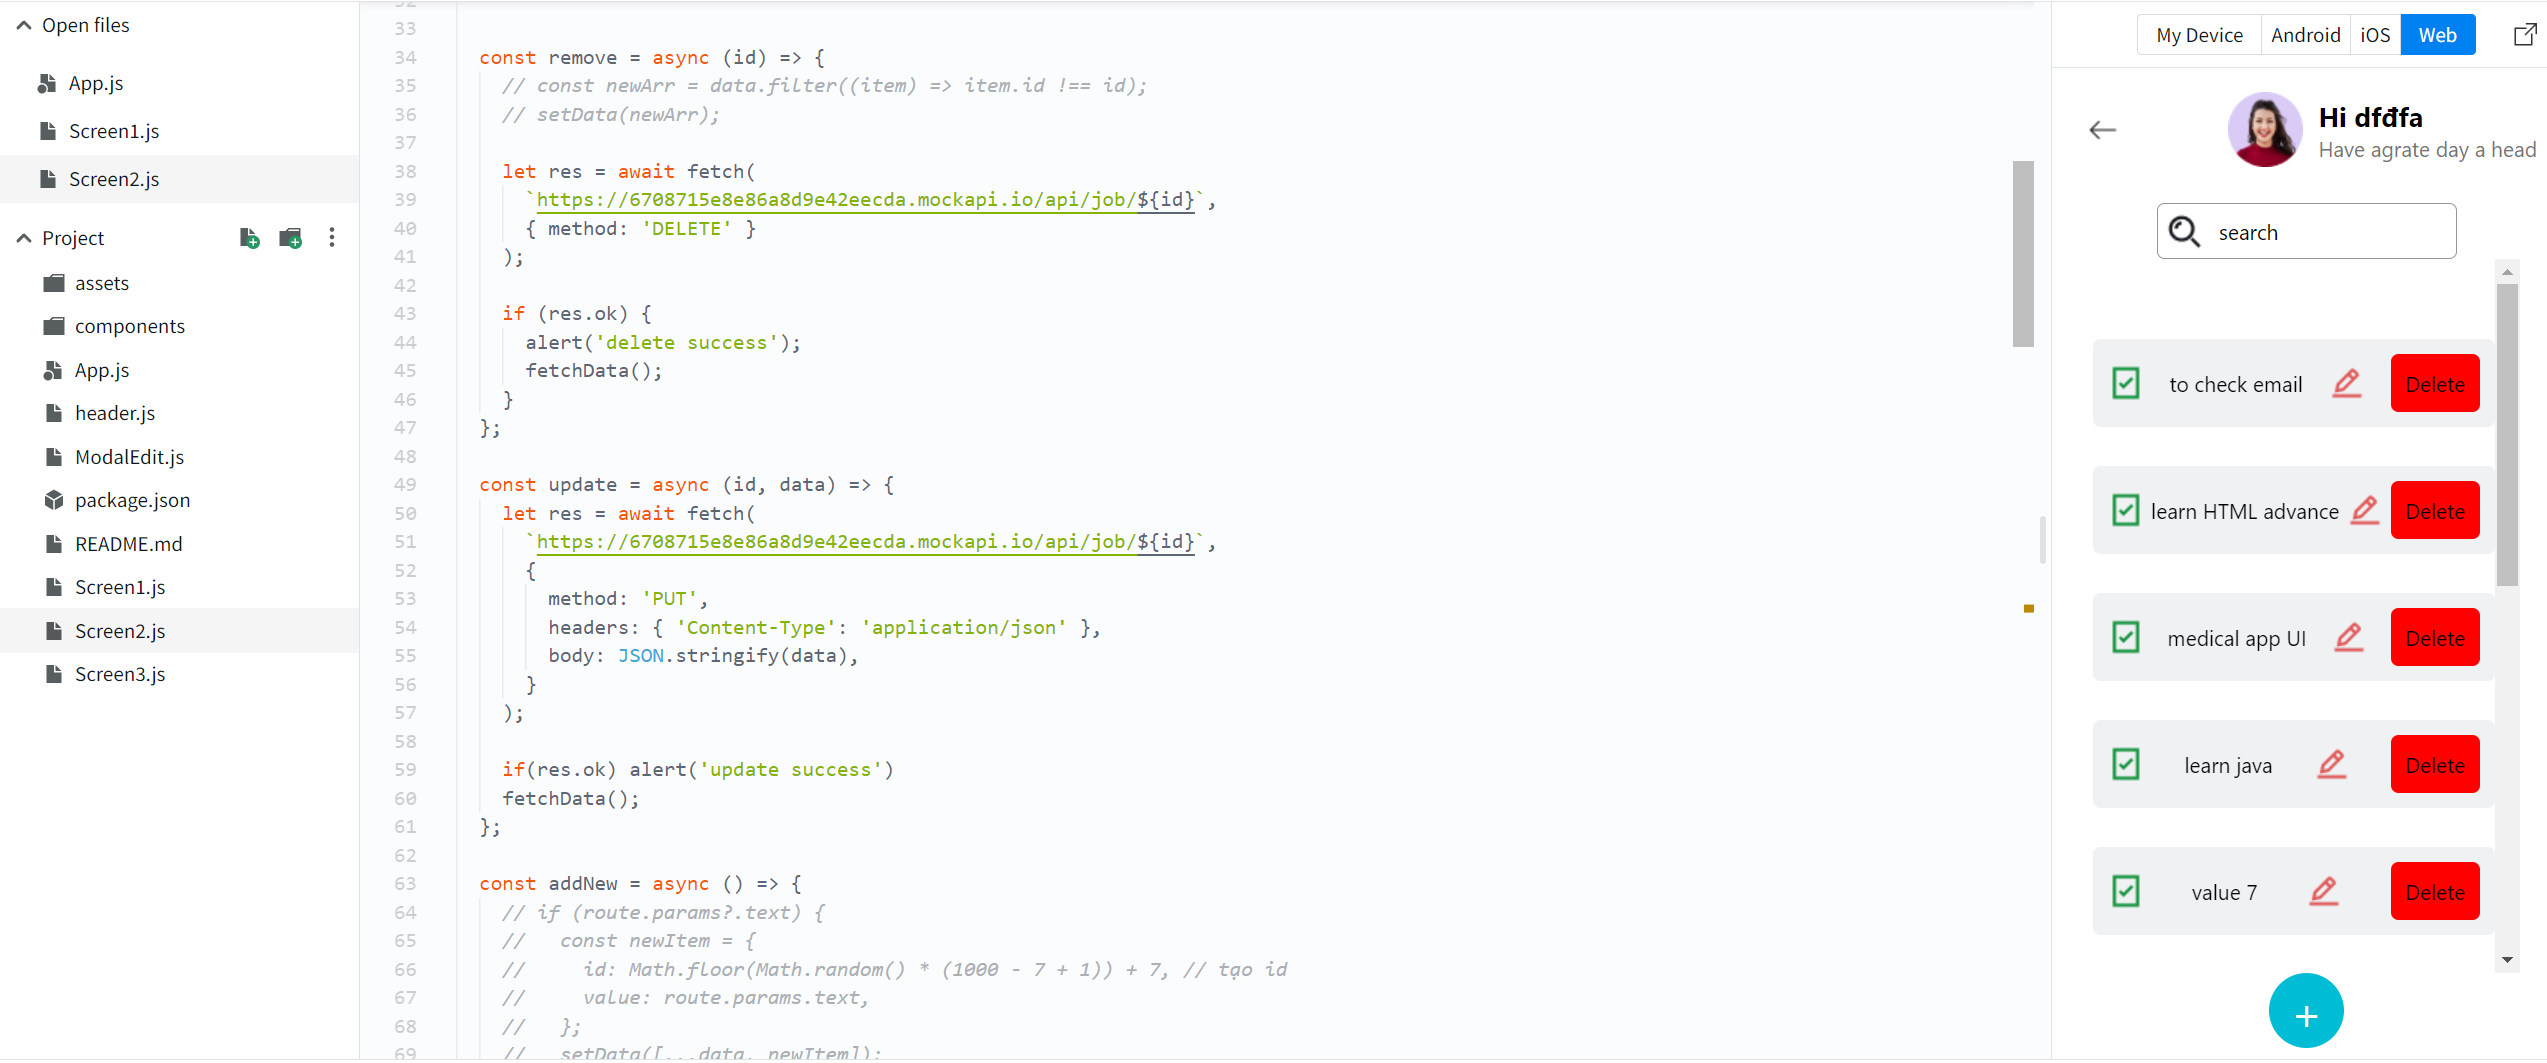 Open files
App.js
Screen1.js
Screen2.js
Project
assets
components
App.js
header.js
ModalEdit.js
package.json
README.md
Screen1.js
Screen2.js
Screen3.js
32
33
34 const remove = async (id) => {
35 // const newArr = data.filter((item) => item.id !== id);
36 // setData(newArr);
37
38 let res = await fetch(
39 `https://6708715e8e86a8d9e42eecda.mockapi.io/api/job/${id}`,
40 { method: 'DELETE' }
41 );
42
43 if (res.ok) {
44 alert('delete success');
45 fetchData();
46 }
47 };
48
49 const update = async (id, data) => {
50 let res = await fetch(
51 `https://6708715e8e86a8d9e42eecda.mockapi.io/api/job/${id}`,
52 {
53 method: 'PUT',
54 headers: { 'Content-Type': 'application/json' },
55 body: JSON.stringify(data),
56 }
57 );
58
59 if(res.ok) alert('update success')
60 fetchData();
61 };
62
63 const addNew = async () => {
64 // if (route.params?.text) {
65 // const newItem = {
66 // id: Math.floor(Math.random() * (1000 - 7 + 1)) + 7, // tạo id
67 // value: route.params.text,
68 // };
69 // setData([...data, newItem]);
My Device Android iOS Web
Hi dfđfa
Have agrate day a head
search
to check email Delete
learn HTML advance Delete
medical app UI Delete
learn java Delete
value 7 Delete
+